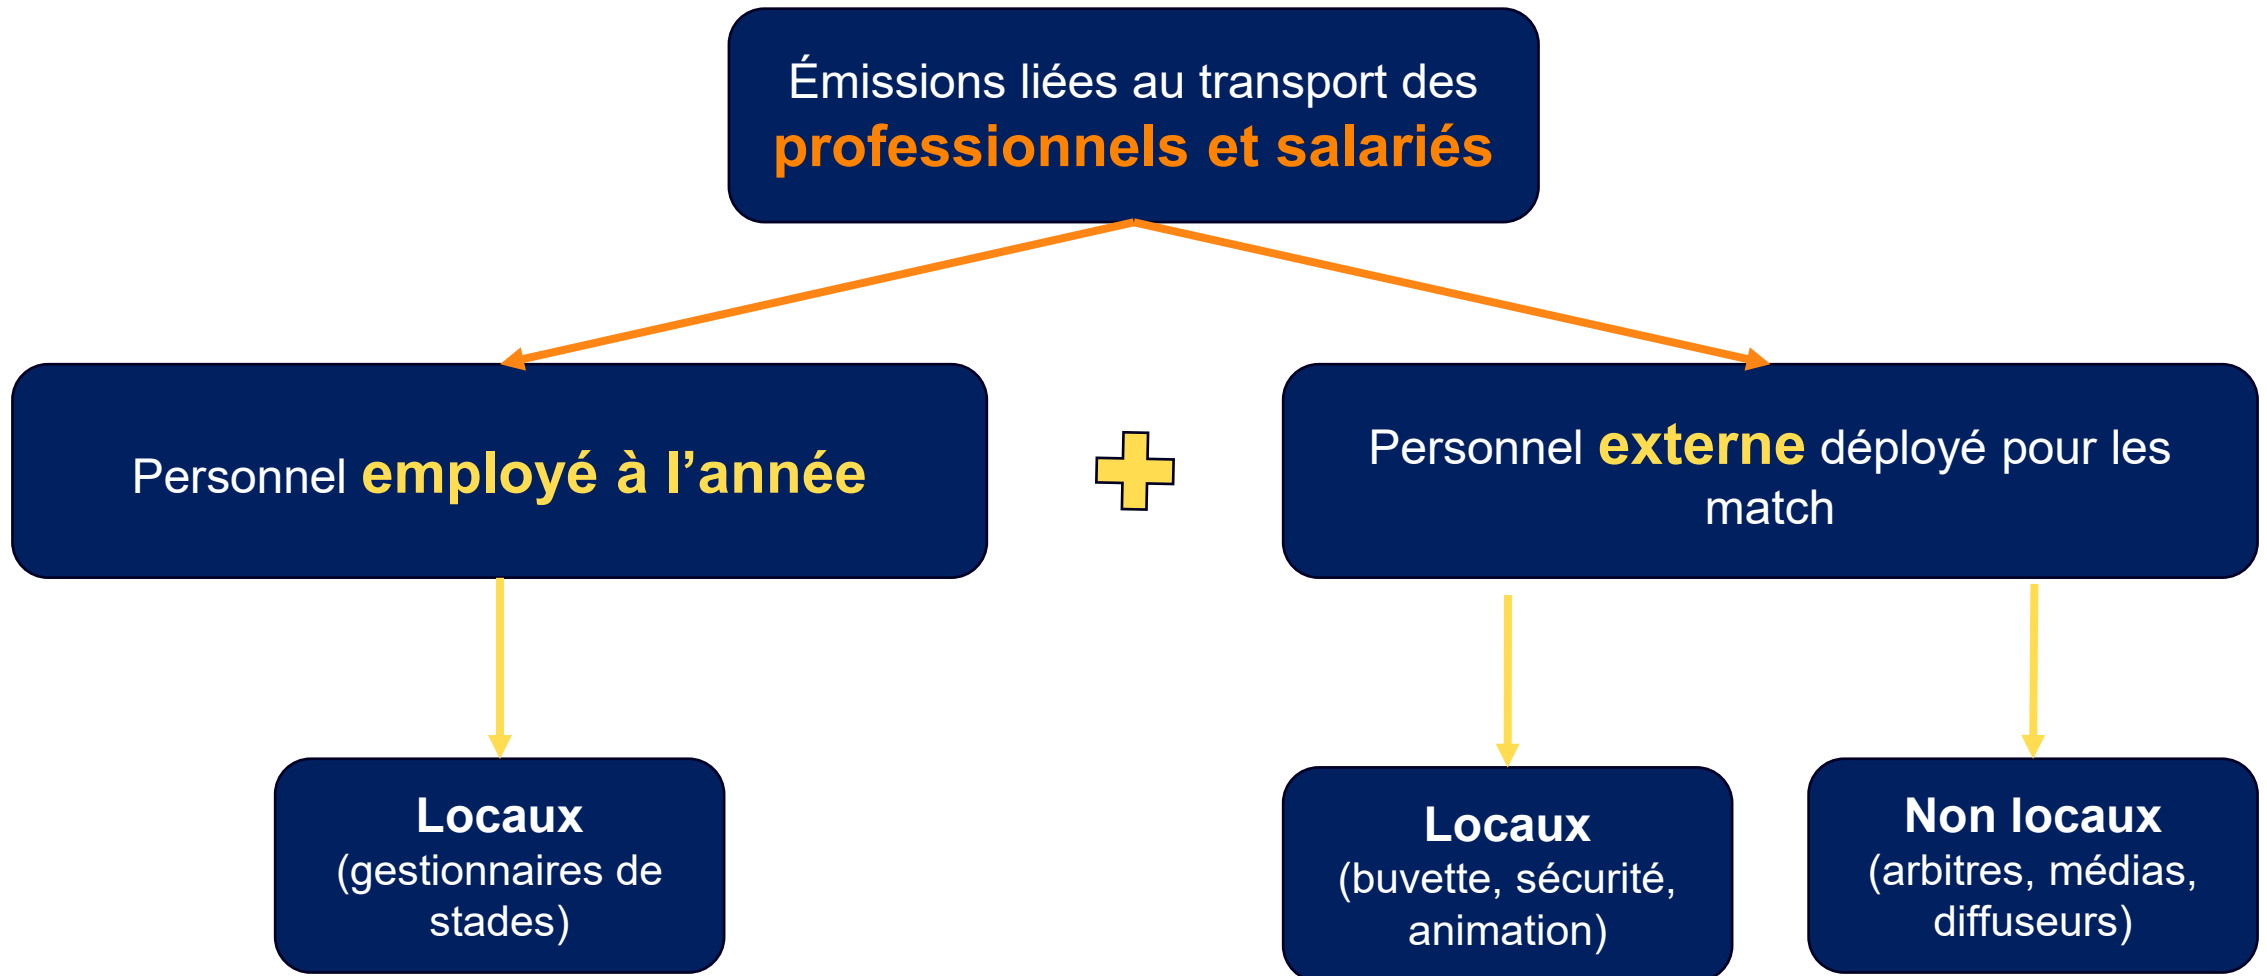 Émissions liées au transport des
professionnels et salariés
Personnel employé à l’année
Personnel externe déployé pour les
match
Locaux
(gestionnaires de
stades)
Locaux
(buvette, sécurité,
animation)
Non locaux
(arbitres, médias,
diffuseurs)